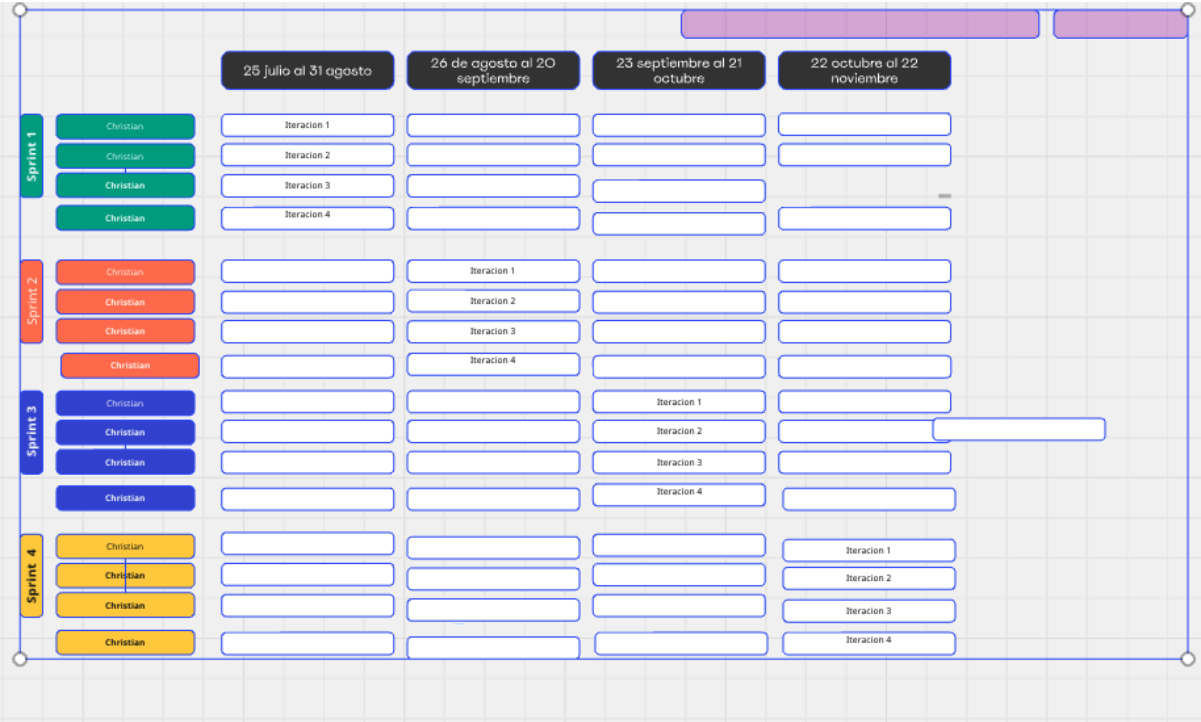 25 julio al 31 agosto
26 de agosto al 20
septiembre
23 septiembre al 21
octubre
22 octubre al 22
noviembre
Sprint 1
Christian
Iteracion 1
Christian
Iteracion 2
Christian
Iteracion 3
Christian
Iteracion 4
Sprint 2
Christian
Iteracion 1
Christian
Iteracion 2
Christian
Iteracion 3
Christian
Iteracion 4
Sprint 3
Christian
Iteracion 1
Christian
Iteracion 2
Christian
Iteracion 3
Christian
Iteracion 4
Sprint 4
Christian
Iteracion 1
Christian
Iteracion 2
Christian
Iteracion 3
Christian
Iteracion 4